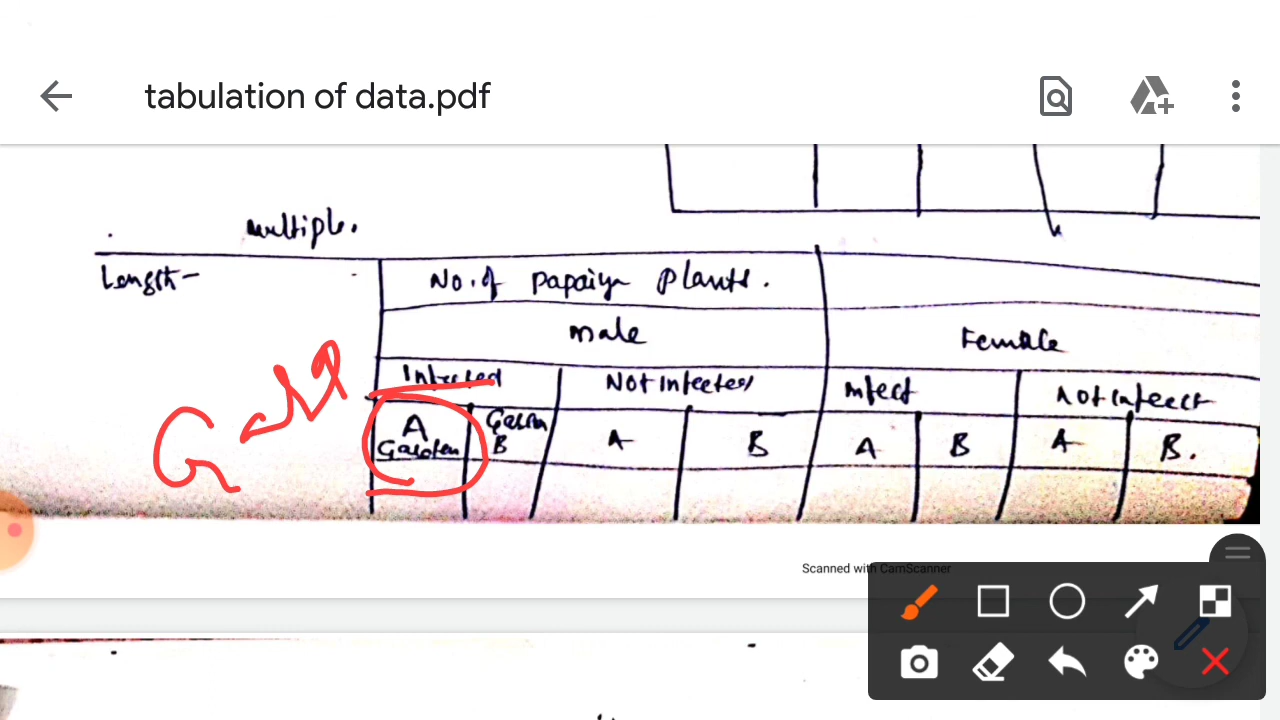 tabulation of data.pdf
multiple.
Length-
No. of papaiya plants.
male
Female
Infected
Not Infected
Infect
Not infect
A
Garden
B
A
B
A
B
A
B.
Scanned with CamScanner